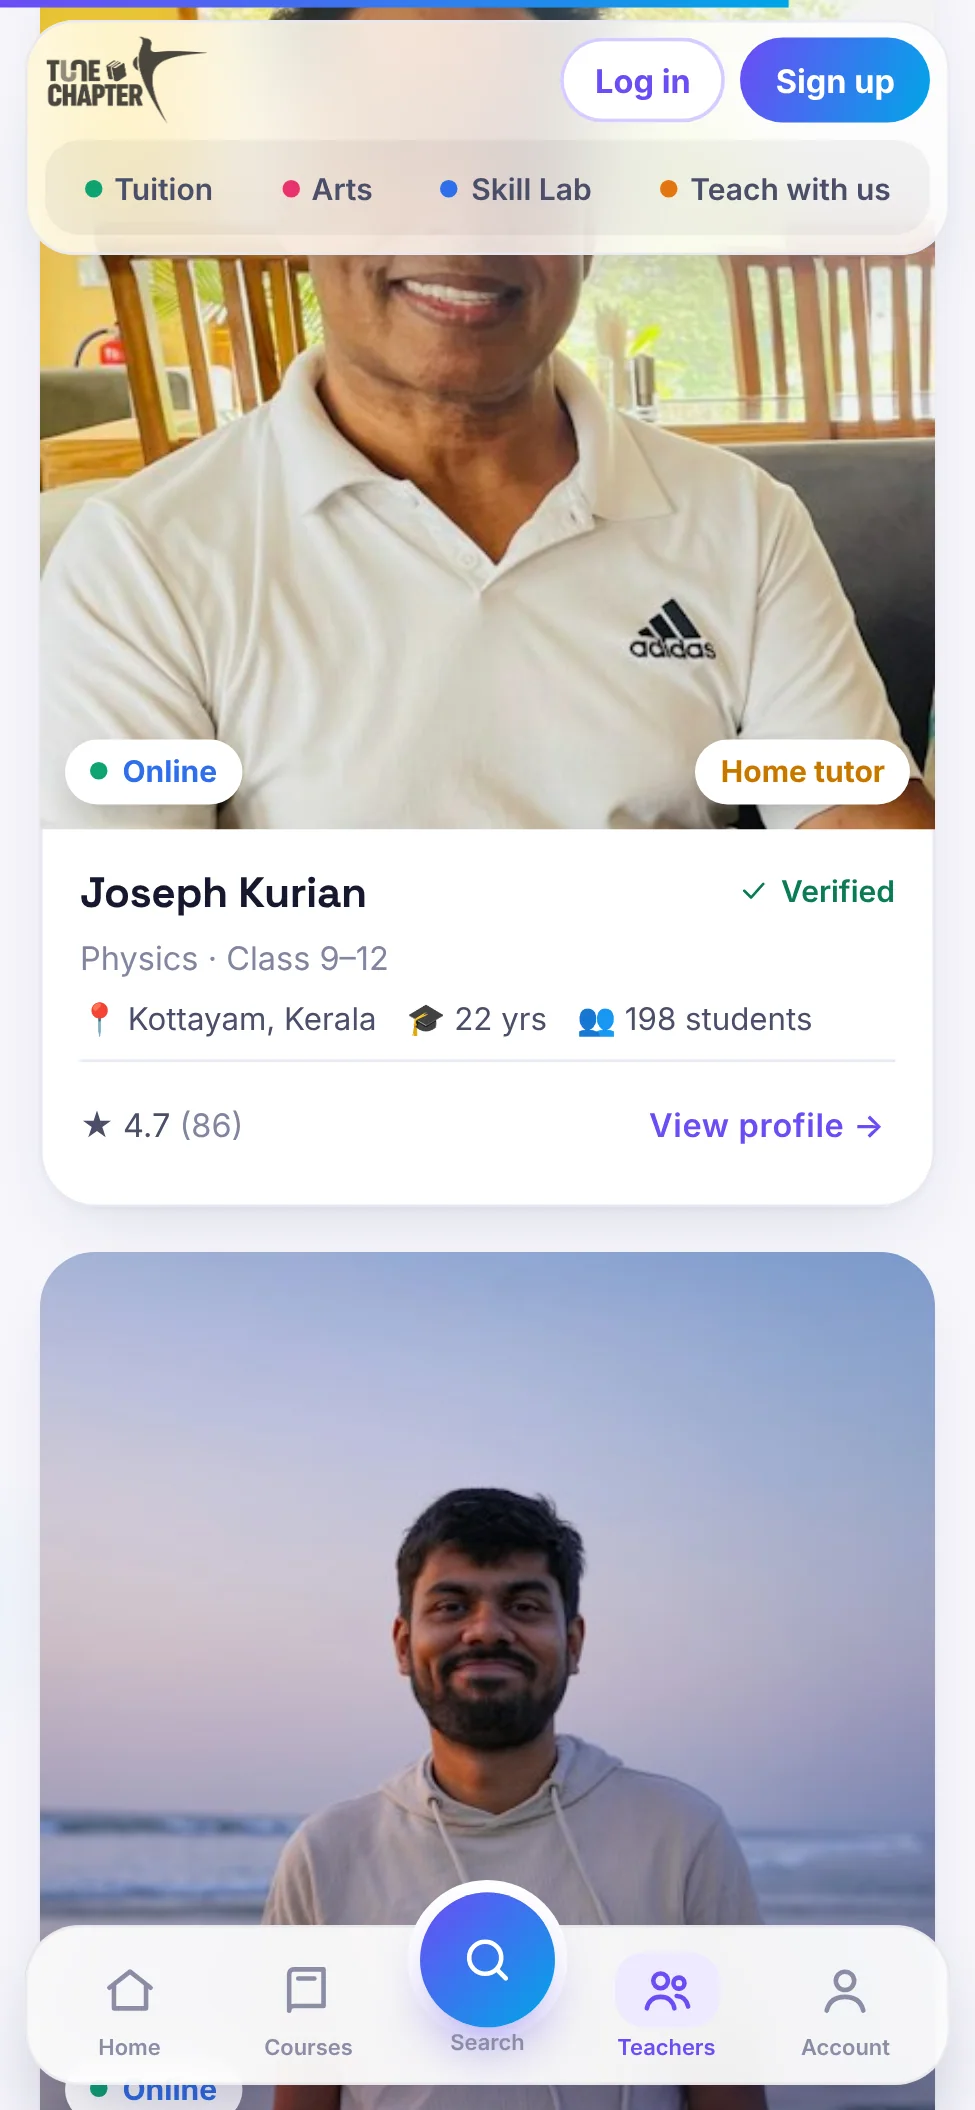 TUNE
CHAPTER
Log in
Sign up
Tuition
Arts
Skill Lab
Teach with us
adidas
Online
Home tutor
Joseph Kurian
✓ Verified
Physics · Class 9–12
📍 Kottayam, Kerala 🎓 22 yrs 👥 198 students
★ 4.7 (86)
View profile →
Home
Courses
Search
Teachers
Account
Online